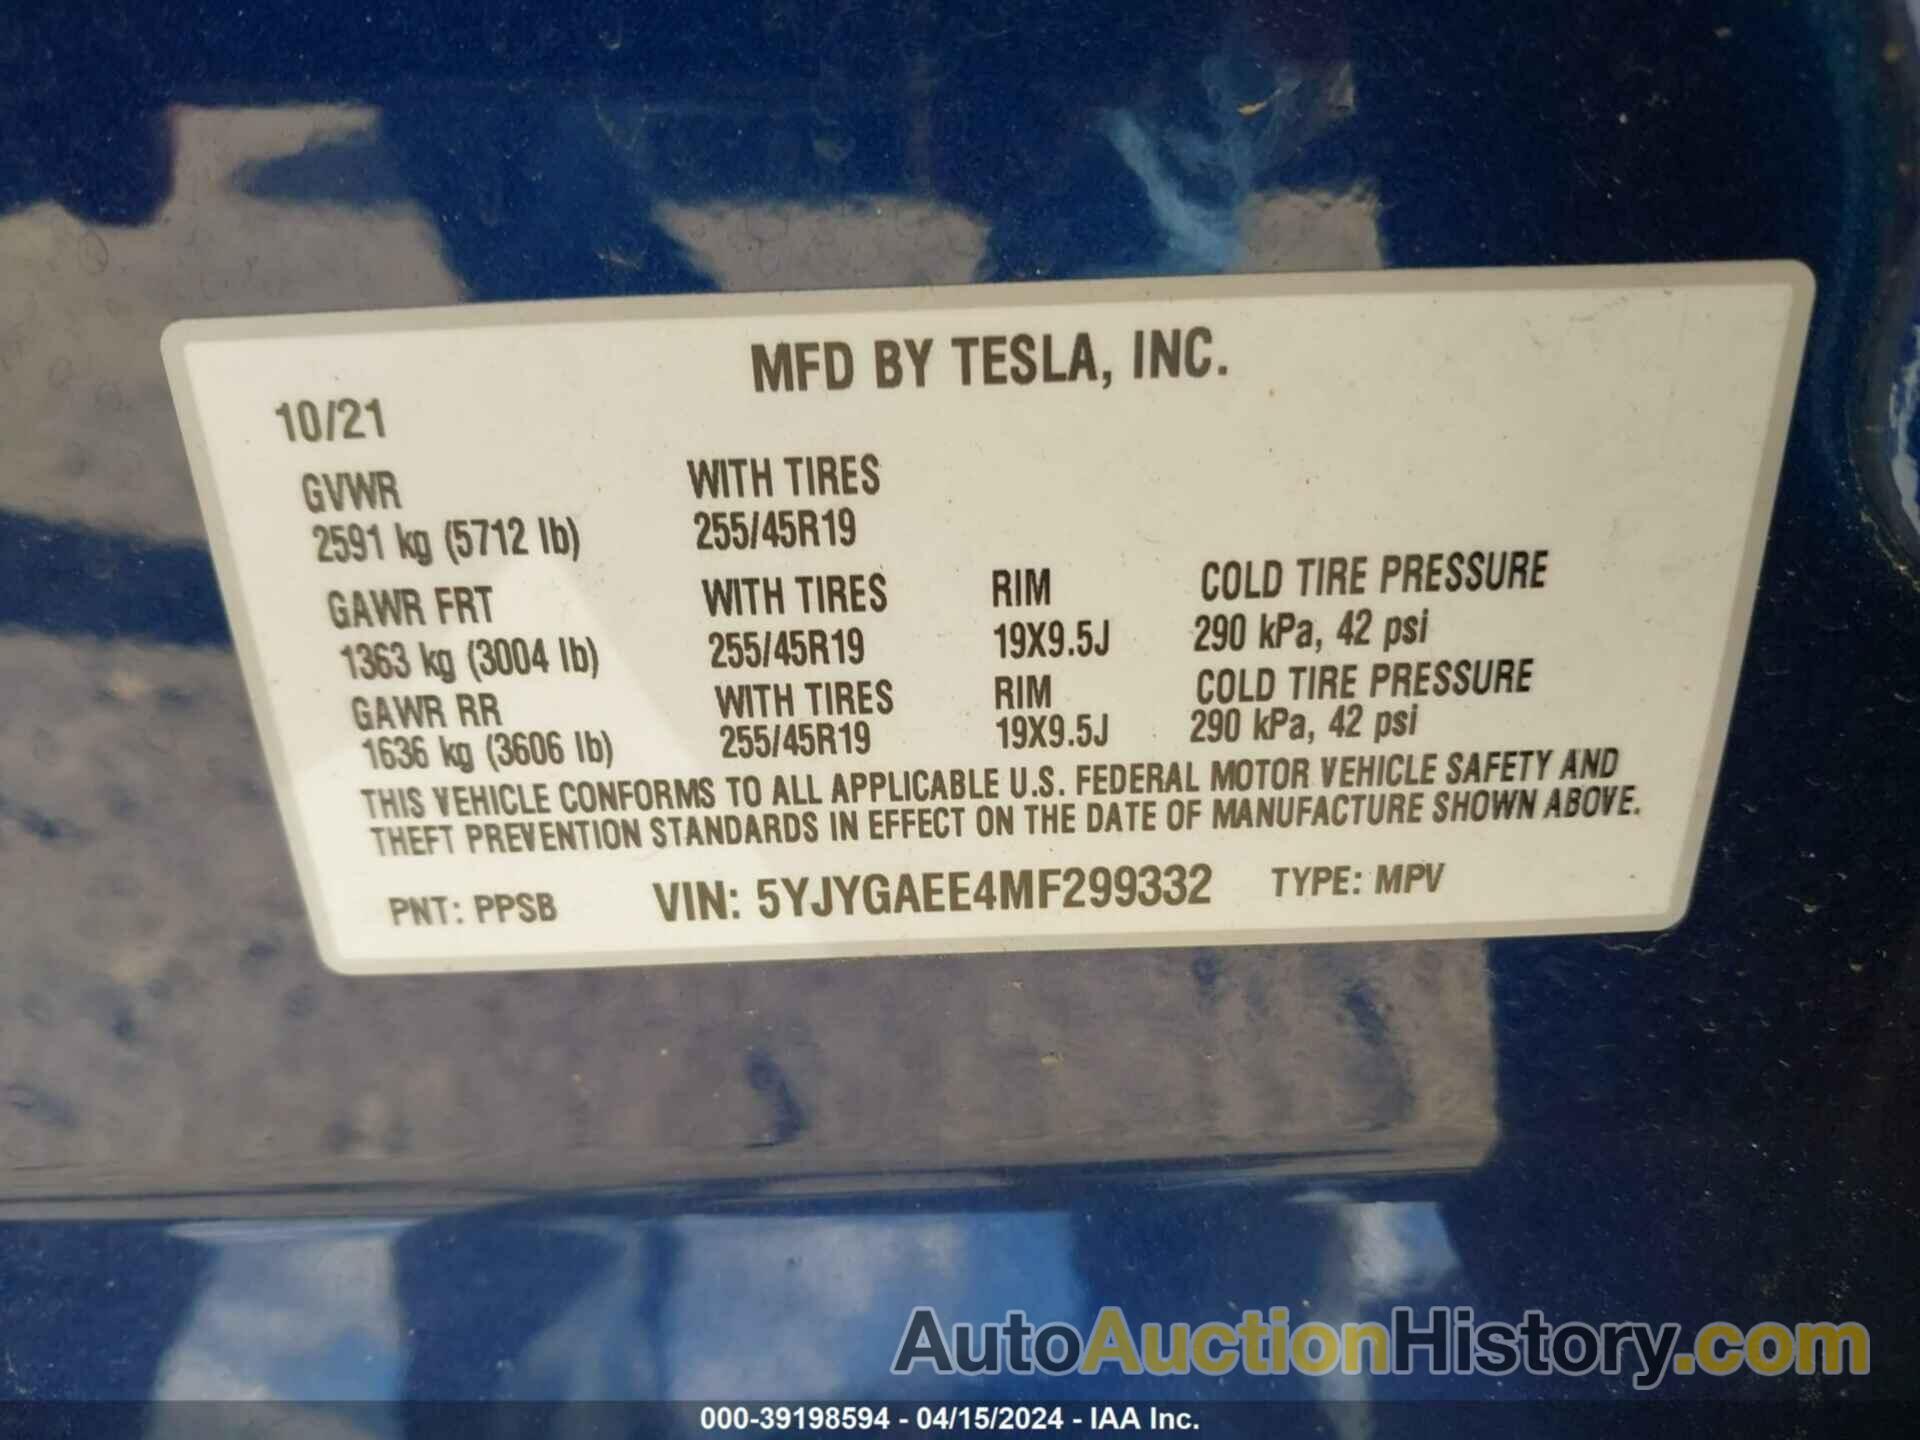 MFD BY TESLA, INC.
10/21
GVWR WITH TIRES
2591 kg (5712 lb) 255/45R19
GAWR FRT WITH TIRES RIM COLD TIRE PRESSURE
1363 kg (3004 lb) 255/45R19 19X9.5J 290 kPa, 42 psi
GAWR RR WITH TIRES RIM COLD TIRE PRESSURE
1636 kg (3606 lb) 255/45R19 19X9.5J 290 kPa, 42 psi
THIS VEHICLE CONFORMS TO ALL APPLICABLE U.S. FEDERAL MOTOR VEHICLE SAFETY AND
THEFT PREVENTION STANDARDS IN EFFECT ON THE DATE OF MANUFACTURE SHOWN ABOVE.
PNT: PPSB VIN: 5YJYGAEE4MF299332 TYPE: MPV
AutoAuctionHistory.com
000-39198594 - 04/15/2024 - IAA Inc.